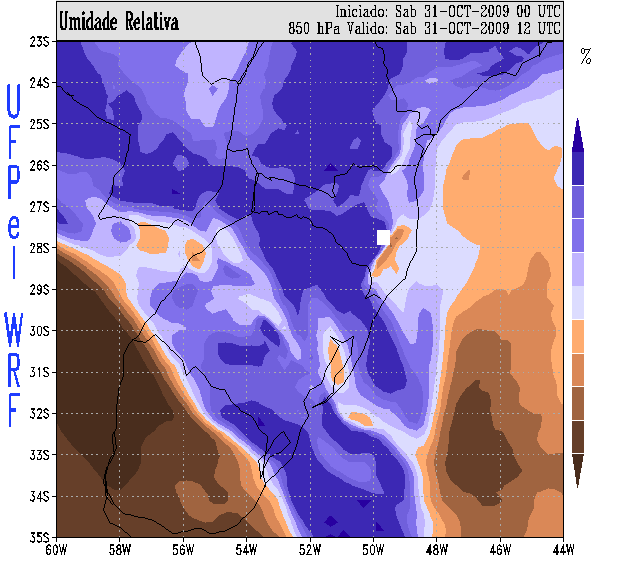 Umidade Relativa
Iniciado: Sab 31-OCT-2009 00 UTC
850 hPa Valido: Sab 31-OCT-2009 12 UTC
%
UFPel WRF
23S
24S
25S
26S
27S
28S
29S
30S
31S
32S
33S
34S
35S
60W 58W 56W 54W 52W 50W 48W 46W 44W